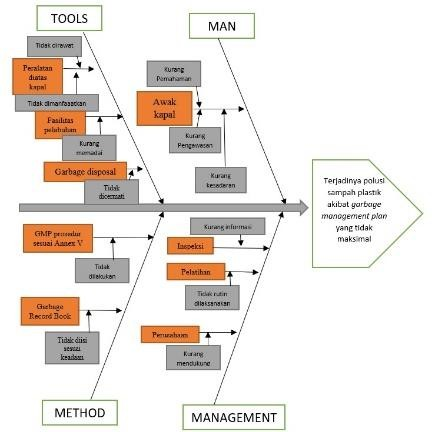 TOOLS
MAN
Tidak dirawat
Peralatan
diatas
kapal
Tidak dimanfaatkan
Fasilitas
pelabuhan
Kurang
memadai
Garbage disposal
Tidak
dicermati
Kurang
Pemahaman
Awak
kapal
Kurang
Pengawasan
Kurang
kesadaran
Terjadinya polusi
sampah plastik
akibat garbage
management plan
yang tidak
maksimal
GMP prosedur
sesuai Annex V
Tidak
dilakukan
Garbage
Record Book
Tidak diisi
sesuai
keadaan
Kurang informasi
Inspeksi
Pelatihan
Tidak rutin
dilaksanakan
Perusahaan
Kurang
mendukung
METHOD
MANAGEMENT